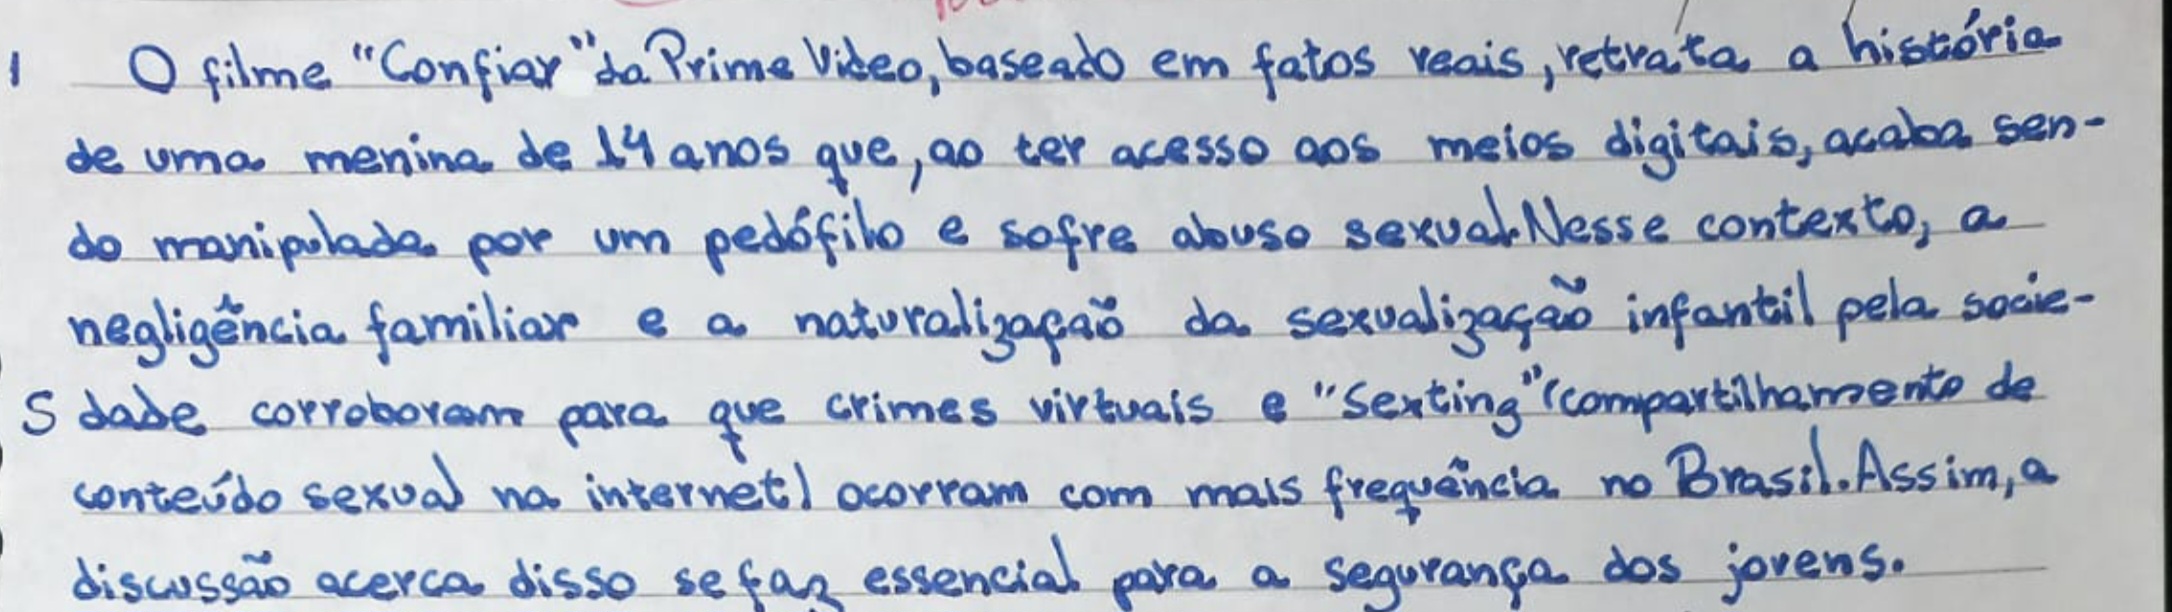 1 O filme "Confiar" da Prime Video, baseado em fatos reais, retrata a história
de uma menina de 14 anos que, ao ter acesso aos meios digitais, acaba sen-
do manipulada por um pedófilo e sofre abuso sexual. Nesse contexto, a
negligência familiar e a naturalização da sexualização infantil pela socie-
5 dade corroboram para que crimes virtuais e "Sexting" (compartilhamento de
conteúdo sexual na internet) ocorram com mais frequência no Brasil. Assim, a
discussão acerca disso se faz essencial para a segurança dos jovens.